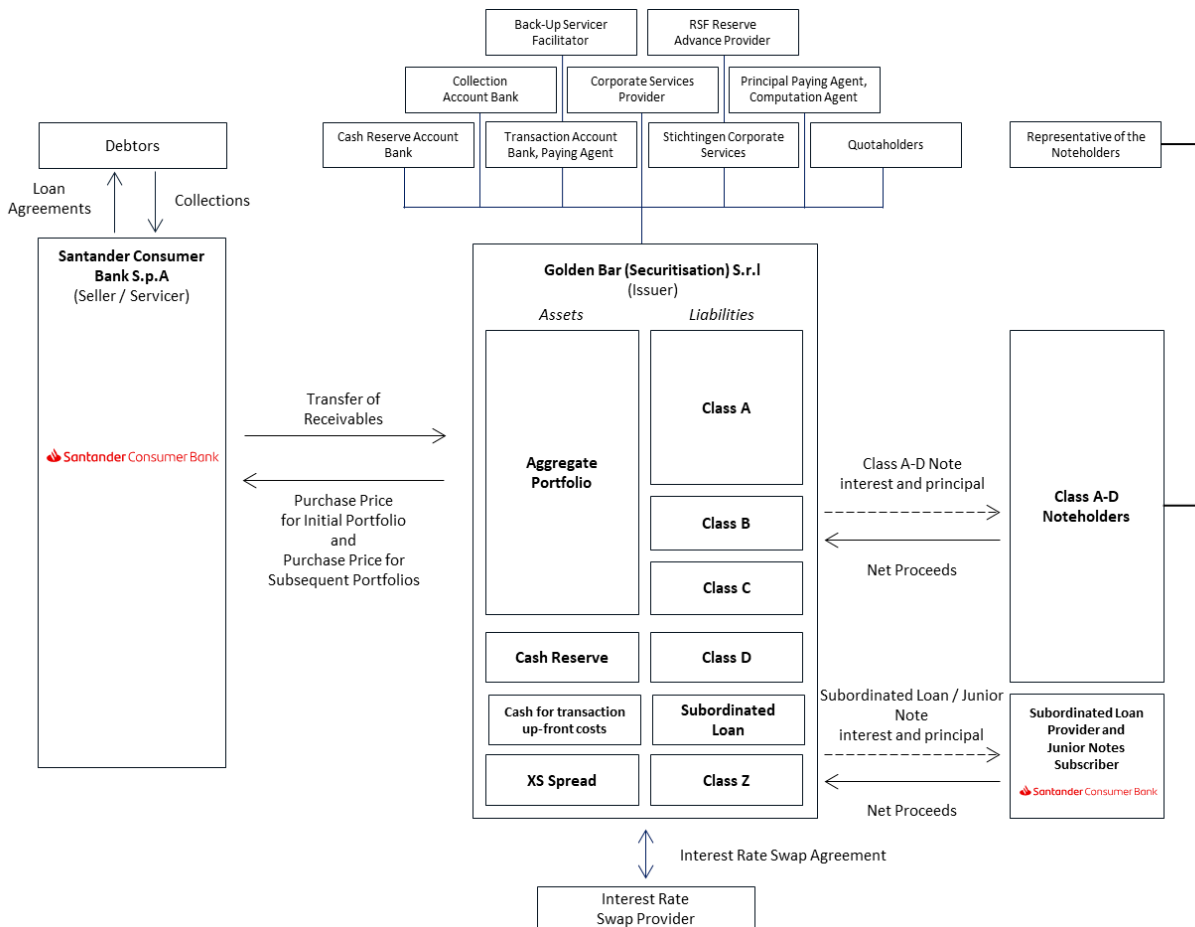 Back-Up Servicer
Facilitator
RSF Reserve
Advance Provider
Collection
Account Bank
Corporate Services
Provider
Principal Paying Agent,
Computation Agent
Debtors
Cash Reserve Account
Bank
Transaction Account
Bank, Paying Agent
Stichtingen Corporate
Services
Quotaholders
Representative of the
Noteholders
Loan
Agreements
Collections
Santander Consumer
Bank S.p.A
(Seller / Servicer)
Santander Consumer Bank
Transfer of
Receivables
Purchase Price
for Initial Portfolio
and
Purchase Price for
Subsequent Portfolios
Golden Bar (Securitisation) S.r.l
(Issuer)
Assets
Liabilities
Aggregate
Portfolio
Cash Reserve
Cash for transaction
up-front costs
XS Spread
Class A
Class B
Class C
Class D
Subordinated
Loan
Class Z
Class A-D Note
interest and principal
Net Proceeds
Class A-D
Noteholders
Subordinated Loan / Junior
Note
interest and principal
Net Proceeds
Subordinated Loan
Provider and
Junior Notes
Subscriber
Santander Consumer Bank
Interest Rate Swap Agreement
Interest Rate
Swap Provider